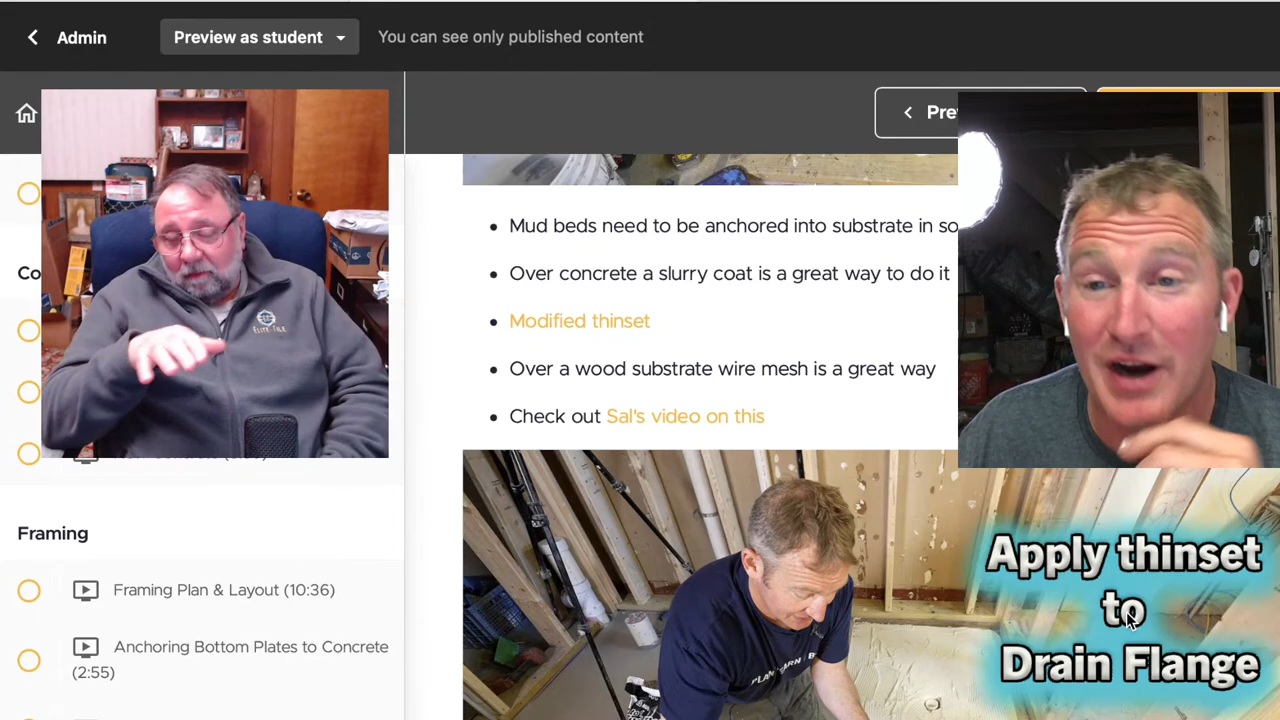 Admin
Preview as student
You can see only published content
Pre
Co
Mud beds need to be anchored into substrate in so
Over concrete a slurry coat is a great way to do it
Modified thinset
Over a wood substrate wire mesh is a great way
Check out Sal's video on this
Framing
Framing Plan & Layout (10:36)
Anchoring Bottom Plates to Concrete
(2:55)
Apply thinset
to
Drain Flange